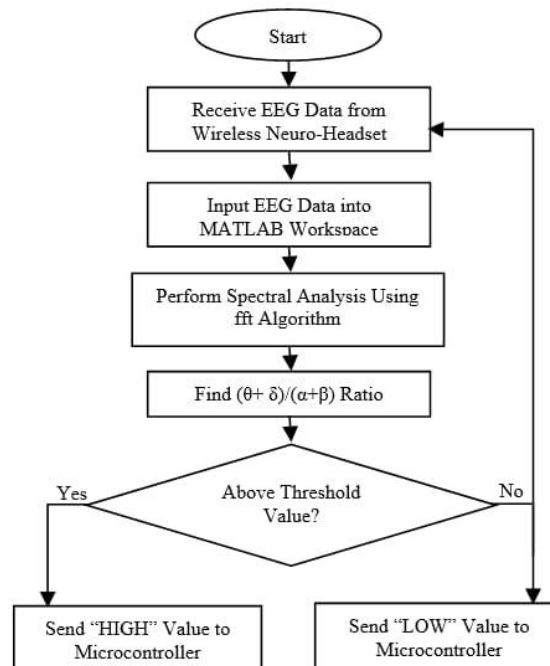 Start
Receive EEG Data from
Wireless Neuro-Headset
Input EEG Data into
MATLAB Workspace
Perform Spectral Analysis Using
fft Algorithm
Find (θ+ δ)/(α+β) Ratio
Yes
Above Threshold
Value?
No
Send “HIGH” Value to
Microcontroller
Send “LOW” Value to
Microcontroller